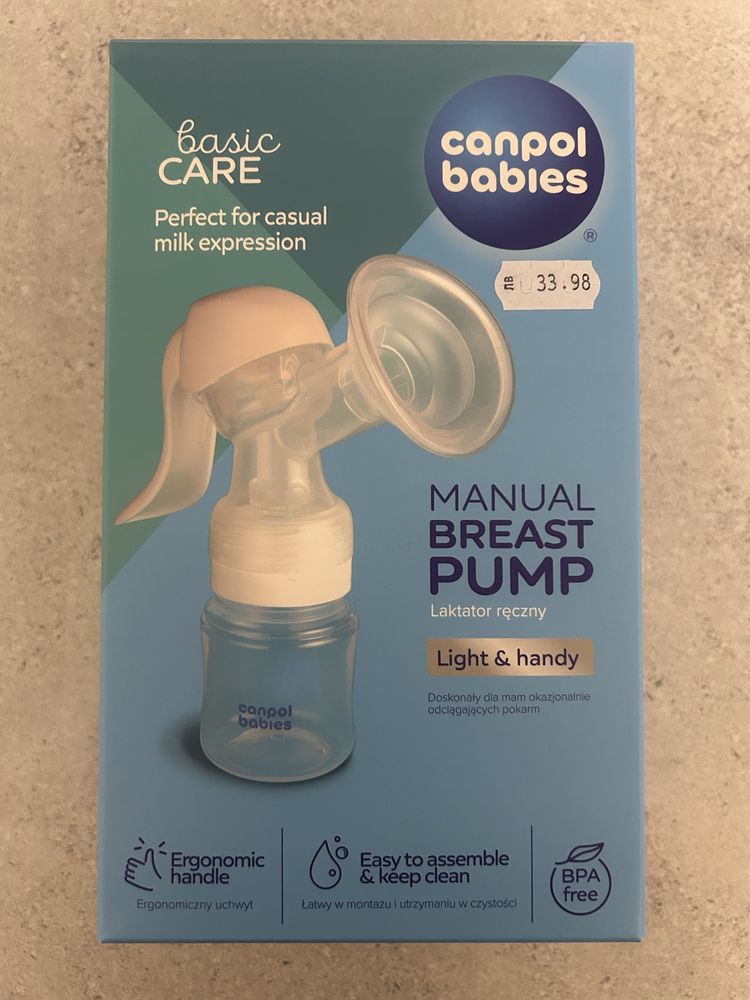 basic
CARE
Perfect for casual
milk expression
canpol
babies
®
лв 33.98
MANUAL
BREAST
PUMP
Laktator ręczny
Light & handy
Doskonały dla mam okazjonalnie
odciągających pokarm
canpol
babies
Ergonomic
handle
Ergonomiczny uchwyt
Easy to assemble
& keep clean
Łatwy w montażu i utrzymaniu w czystości
BPA
free